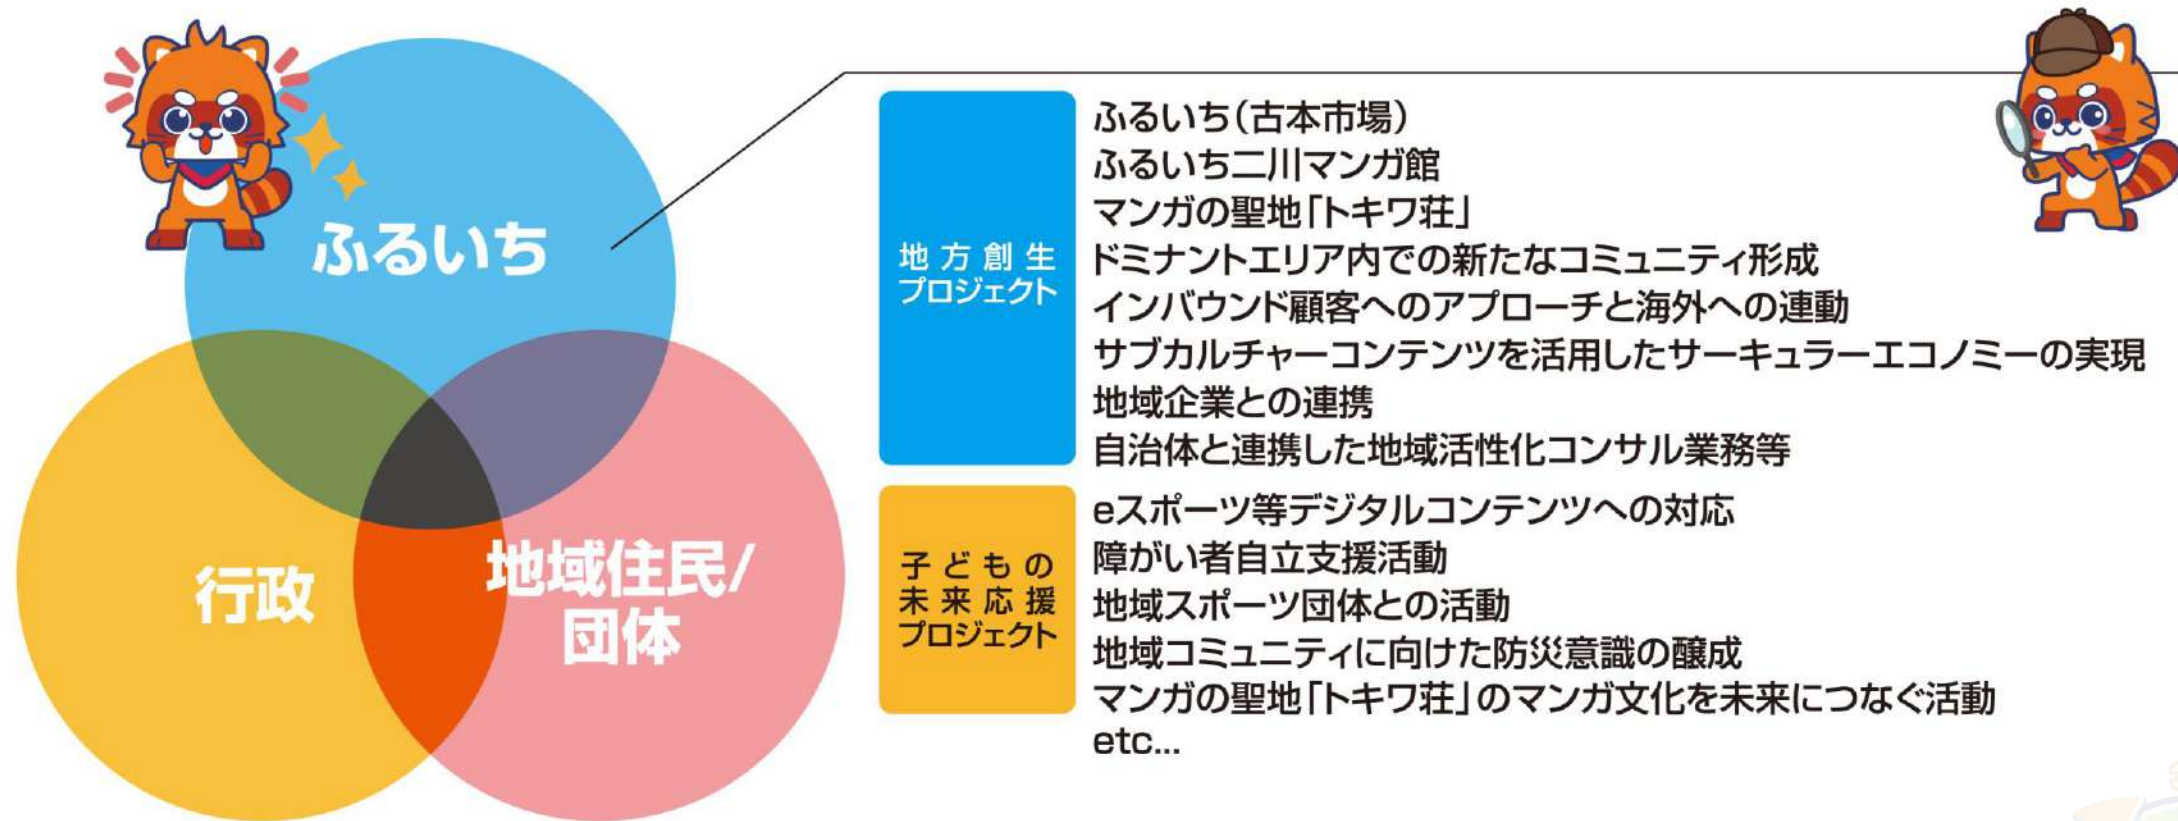 ふるいち
行政
地域住民/
団体
地方創生
プロジェクト
ふるいち(古本市場)
ふるいち二川マンガ館
マンガの聖地「トキワ荘」
ドミナントエリア内での新たなコミュニティ形成
インバウンド顧客へのアプローチと海外への連動
サブカルチャーコンテンツを活用したサーキュラーエコノミーの実現
地域企業との連携
自治体と連携した地域活性化コンサル業務等
子どもの
未来応援
プロジェクト
eスポーツ等デジタルコンテンツへの対応
障がい者自立支援活動
地域スポーツ団体との活動
地域コミュニティに向けた防災意識の醸成
マンガの聖地「トキワ荘」のマンガ文化を未来につなぐ活動
etc...